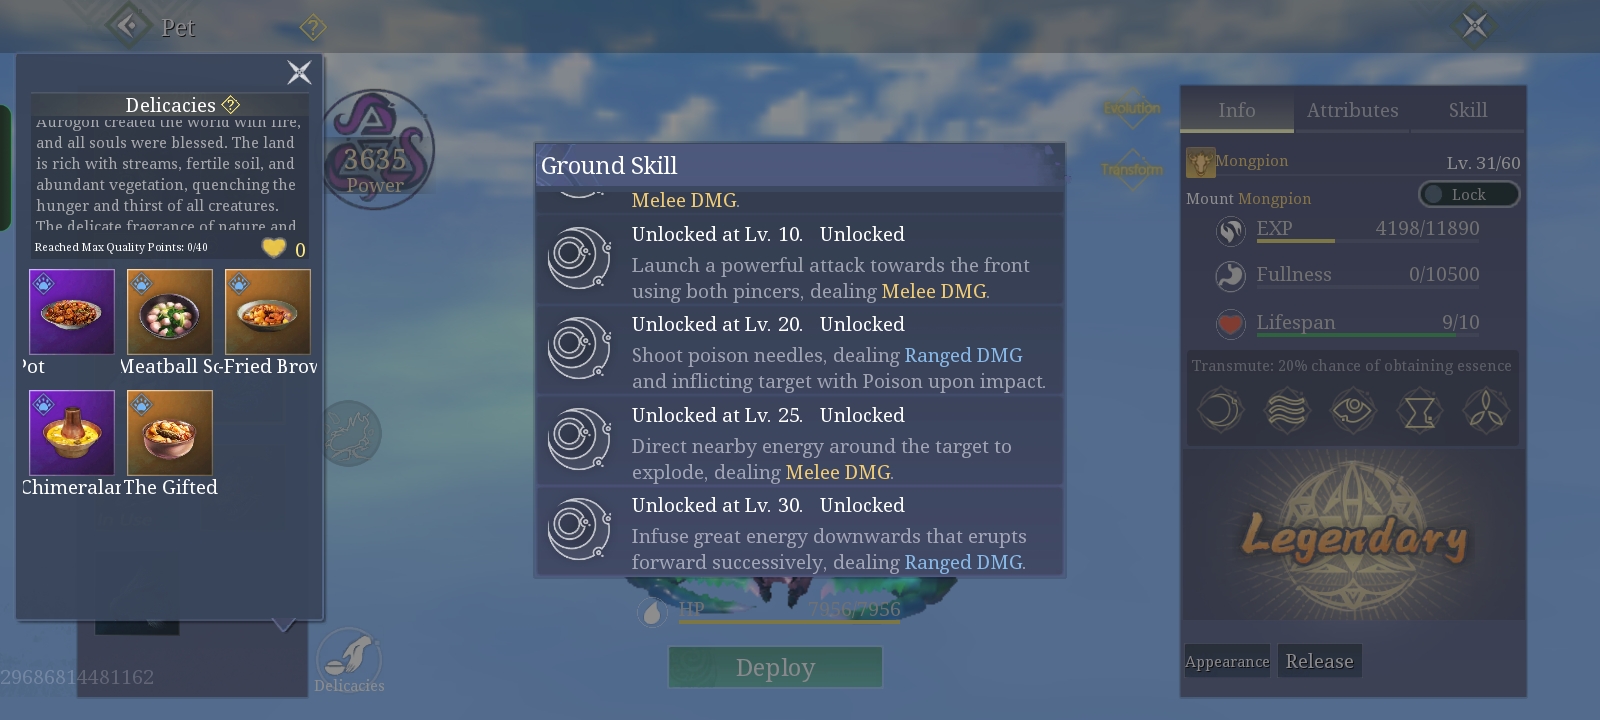 Pet
?
Delicacies ?
Aurogon created the world with fire,
and all souls were blessed. The land
is rich with streams, fertile soil, and
abundant vegetation, quenching the
hunger and thirst of all creatures.
The delicate fragrance of nature and
Reached Max Quality Points: 0/40
0
Pot
Meatball So
-Fried Brow
Chimeralan
The Gifted
29686814481162
Delicacies
3635
Power
Ground Skill
Melee DMG.
Unlocked at Lv. 10. Unlocked
Launch a powerful attack towards the front
using both pincers, dealing Melee DMG.
Unlocked at Lv. 20. Unlocked
Shoot poison needles, dealing Ranged DMG
and inflicting target with Poison upon impact.
Unlocked at Lv. 25. Unlocked
Direct nearby energy around the target to
explode, dealing Melee DMG.
Unlocked at Lv. 30. Unlocked
Infuse great energy downwards that erupts
forward successively, dealing Ranged DMG.
HP 7956/7956
Deploy
Evolution
Transform
Info Attributes Skill
Mongpion Lv. 31/60
Mount Mongpion Lock
EXP 4198/11890
Fullness 0/10500
Lifespan 9/10
Transmute: 20% chance of obtaining essence
Legendary
Appearance Release